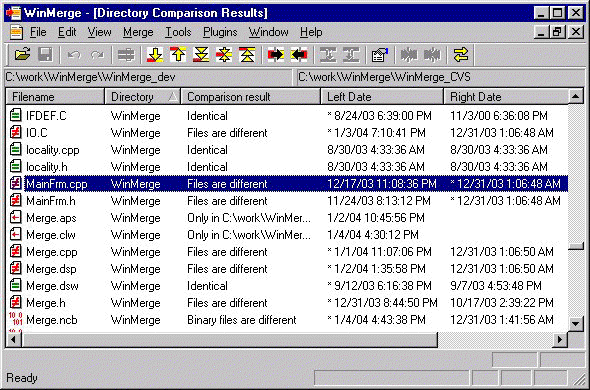 WinMerge - [Directory Comparison Results]
File Edit View Merge Tools Plugins Window Help
C:\work\WinMerge\WinMerge_dev C:\work\WinMerge\WinMerge_CVS
Filename Directory Comparison result Left Date Right Date
IFDEF.C WinMerge Identical * 8/24/03 6:39:00 PM 11/3/00 6:36:08 PM
IO.C WinMerge Files are different * 1/3/04 7:10:41 PM 12/31/03 1:06:48 AM
locality.cpp WinMerge Identical 8/30/03 4:33:36 AM 8/30/03 4:33:36 AM
locality.h WinMerge Identical 8/30/03 4:33:36 AM 8/30/03 4:33:36 AM
MainFrm.cpp WinMerge Files are different 12/17/03 11:08:36 PM * 12/31/03 1:06:48 AM
MainFrm.h WinMerge Files are different 11/24/03 8:13:12 PM * 12/31/03 1:06:48 AM
Merge.aps WinMerge Only in C:\work\WinMer... 1/2/04 10:45:56 PM
Merge.clw WinMerge Only in C:\work\WinMer... 1/4/04 4:30:12 PM
Merge.cpp WinMerge Files are different * 1/1/04 11:07:06 PM 12/31/03 1:06:50 AM
Merge.dsp WinMerge Files are different * 1/2/04 1:35:58 PM 12/31/03 1:06:50 AM
Merge.dsw WinMerge Identical * 9/12/03 6:16:38 PM 9/7/03 4:53:48 PM
Merge.h WinMerge Files are different * 12/31/03 8:44:50 PM 10/17/03 2:39:22 PM
Merge.ncb WinMerge Binary files are different * 1/4/04 4:43:38 PM 12/31/03 1:41:56 AM
Ready